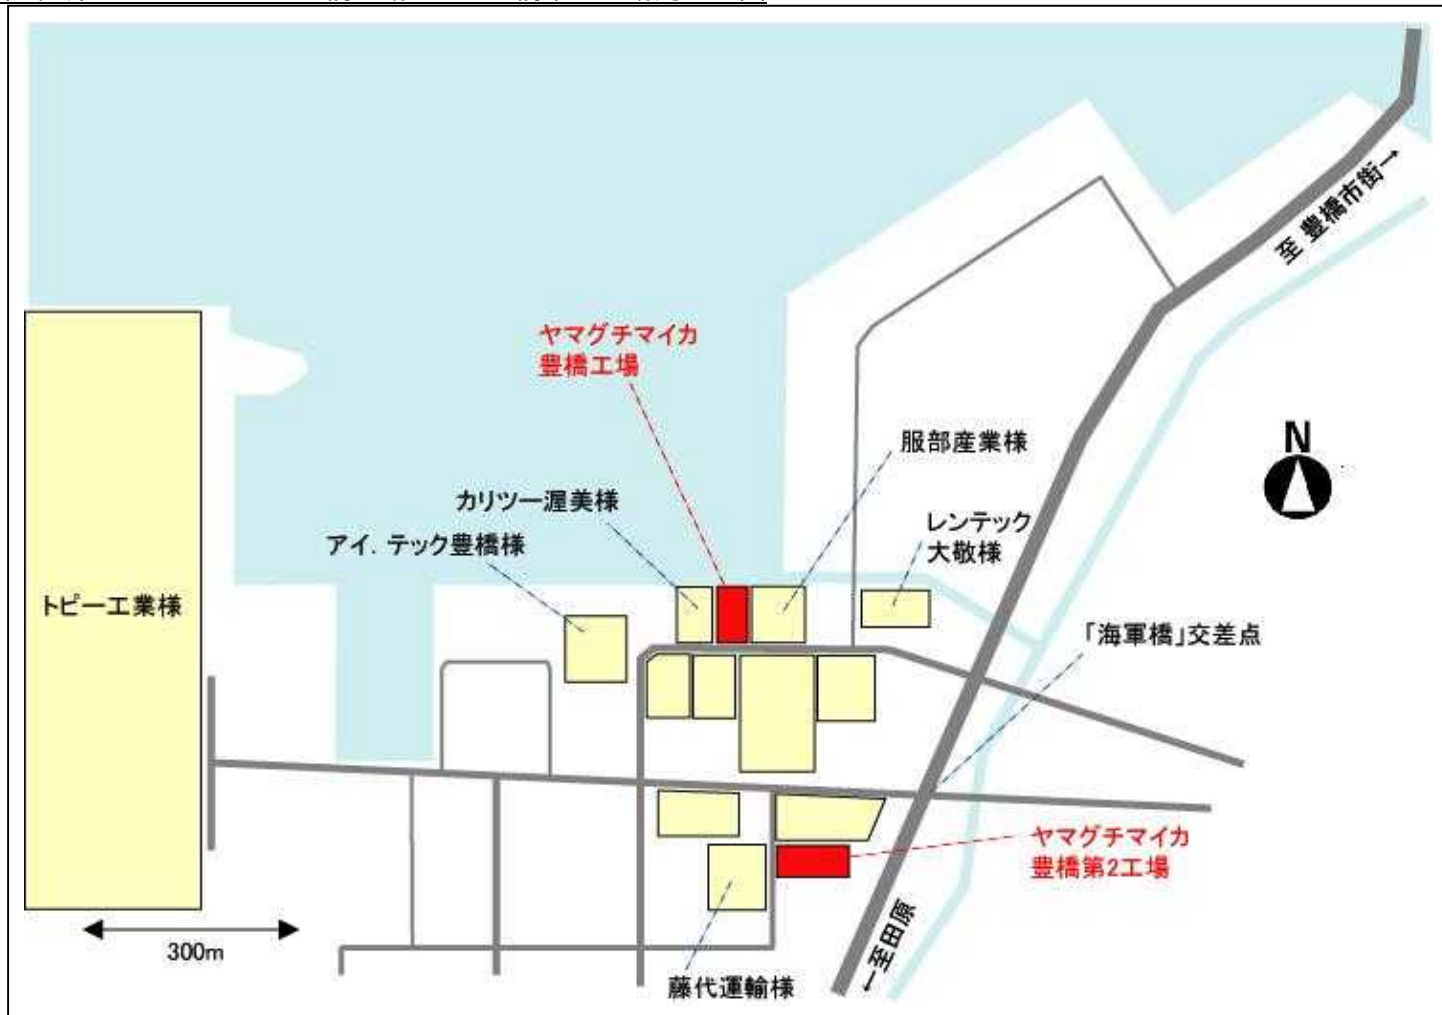 至 豊橋市街→
ヤマグチマイカ
豊橋工場
N
服部産業様
カリツー渥美様
レンテック
大敬様
アイ．テック豊橋様
トピー工業様
「海軍橋」交差点
ヤマグチマイカ
豊橋第2工場
←至田原
300m
藤代運輸様